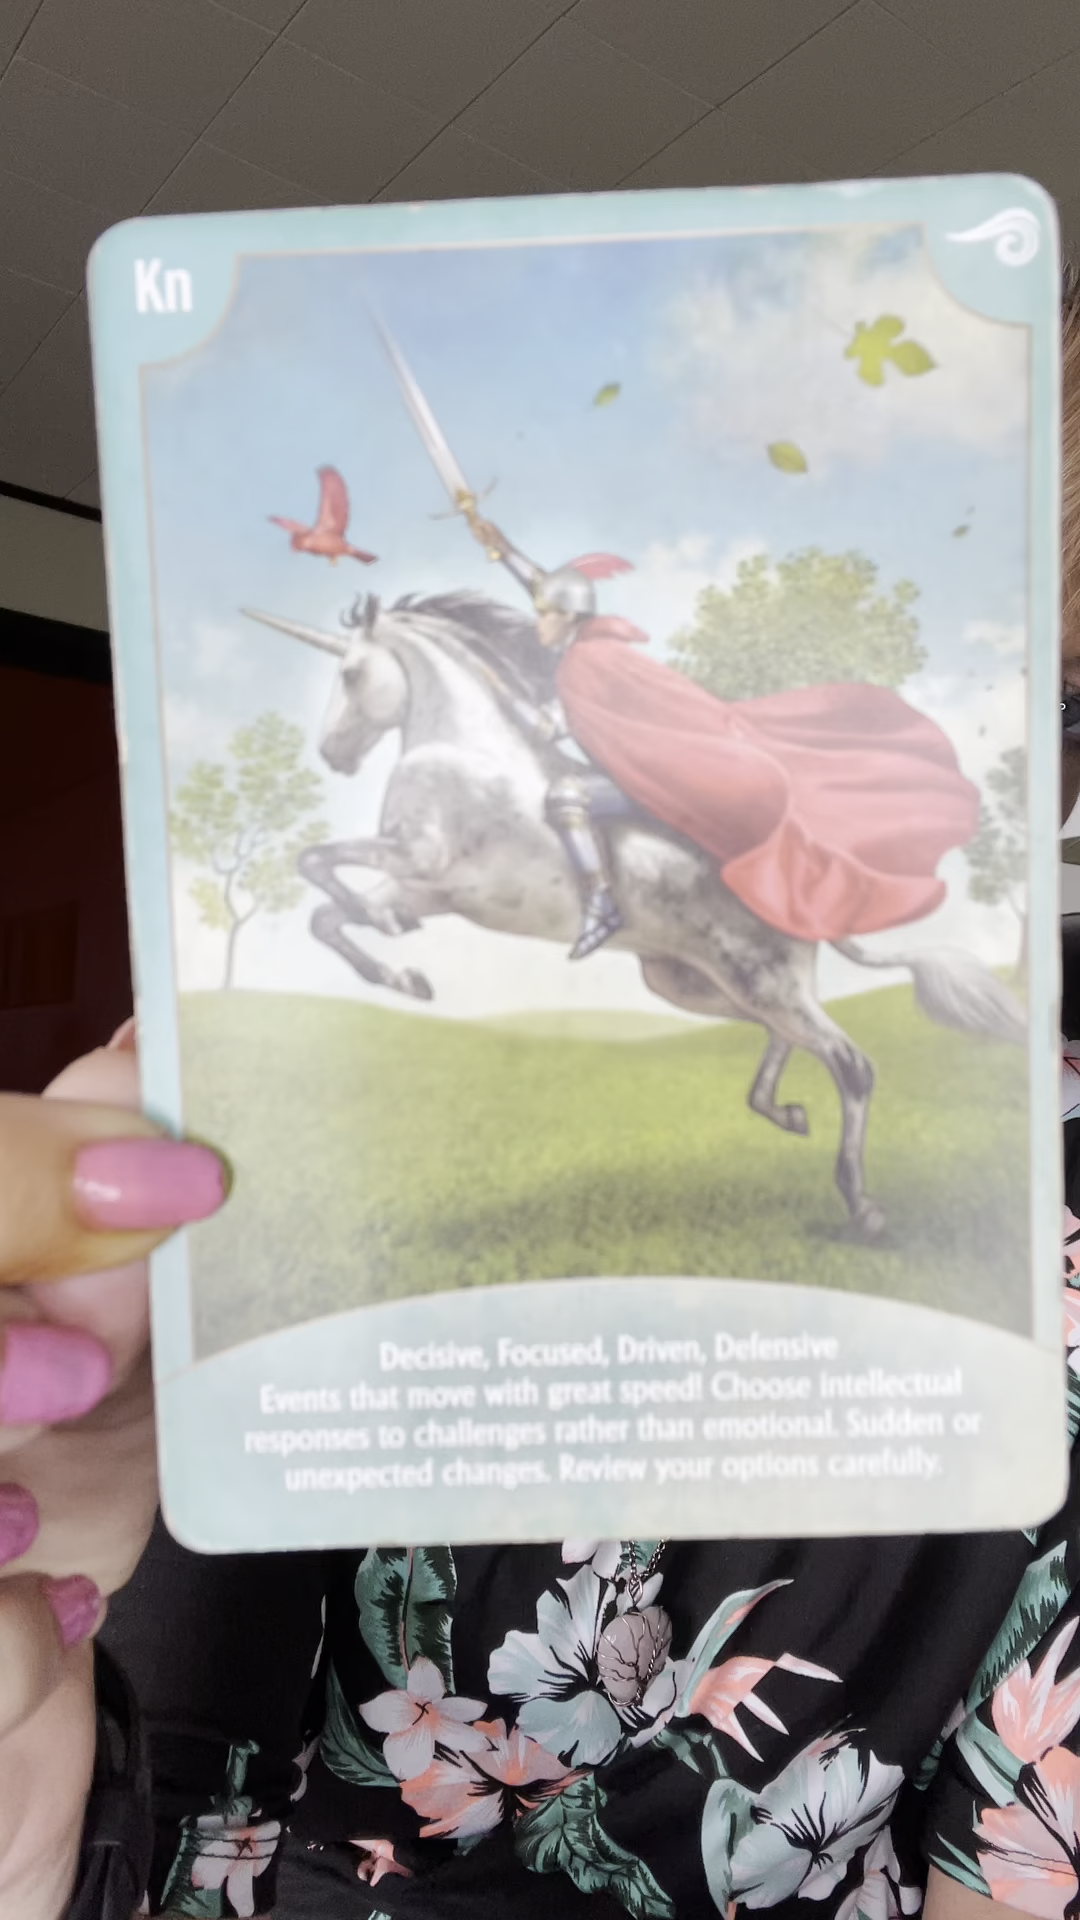 Kn
Decisive, Focused, Driven, Defensive
Events that move with great speed! Choose intellectual
responses to challenges rather than emotional. Sudden or
unexpected changes. Review your options carefully.